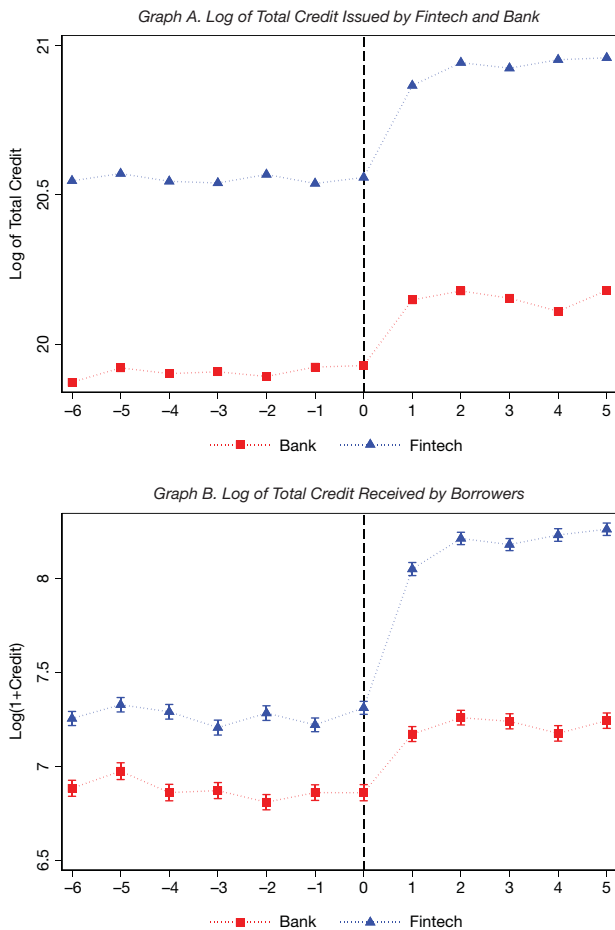 Graph A. Log of Total Credit Issued by Fintech and Bank
Log of Total Credit
21
20.5
20
−6 −5 −4 −3 −2 −1 0 1 2 3 4 5
Bank Fintech
Graph B. Log of Total Credit Received by Borrowers
Log(1+Credit)
8
7.5
7
6.5
−6 −5 −4 −3 −2 −1 0 1 2 3 4 5
Bank Fintech